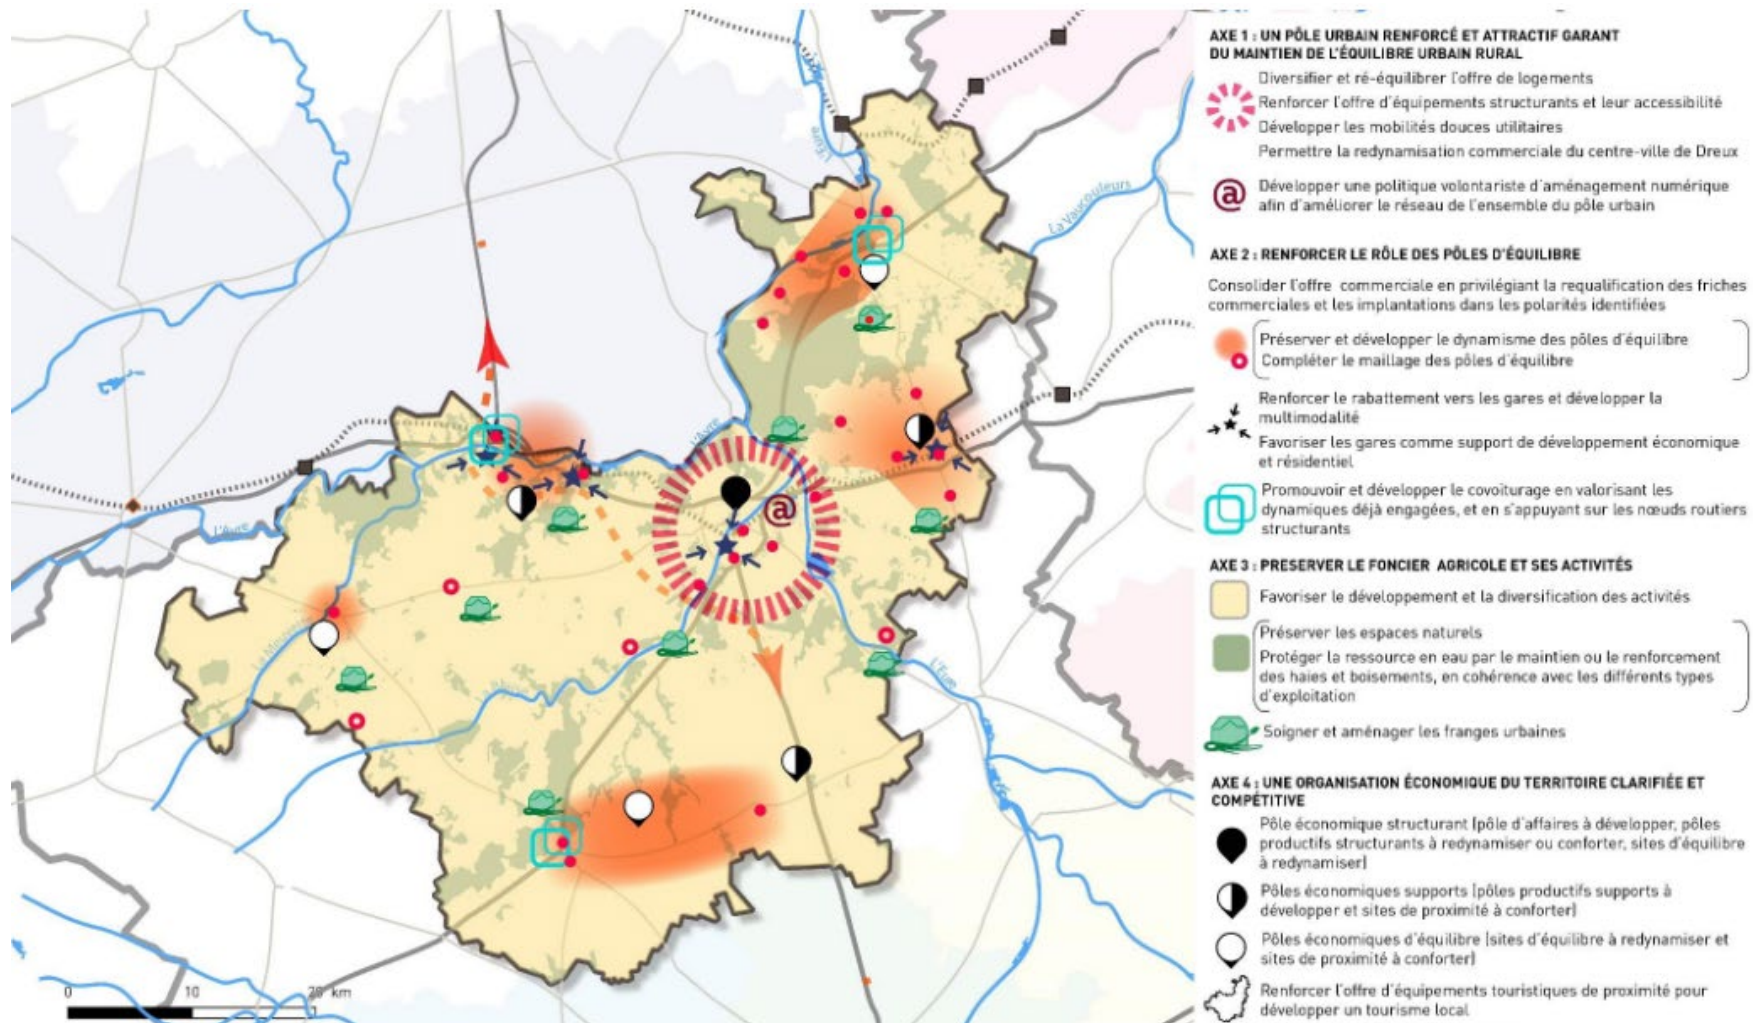 L'Eure
La Vaucouleurs
L'Avre
L'Avre
L'Eure
@
0 10 20 km
AXE 1 : UN PÔLE URBAIN RENFORCÉ ET ATTRACTIF GARANT
DU MAINTIEN DE L'ÉQUILIBRE URBAIN RURAL
Diversifier et ré-équilibrer l'offre de logements
Renforcer l'offre d'équipements structurants et leur accessibilité
Développer les mobilités douces utilitaires
Permettre la redynamisation commerciale du centre-ville de Dreux
@ Développer une politique volontariste d'aménagement numérique
afin d'améliorer le réseau de l'ensemble du pôle urbain
AXE 2 : RENFORCER LE RÔLE DES PÔLES D'ÉQUILIBRE
Consolider l'offre commerciale en privilégiant la requalification des friches
commerciales et les implantations dans les polarités identifiées
Préserver et développer le dynamisme des pôles d'équilibre
Compléter le maillage des pôles d'équilibre
Renforcer le rabattement vers les gares et développer la
multimodalité
Favoriser les gares comme support de développement économique
et résidentiel
Promouvoir et développer le covoiturage en valorisant les
dynamiques déjà engagées, et en s'appuyant sur les nœuds routiers
structurants
AXE 3 : PRESERVER LE FONCIER AGRICOLE ET SES ACTIVITÉS
Favoriser le développement et la diversification des activités
Préserver les espaces naturels
Protéger la ressource en eau par le maintien ou le renforcement
des haies et boisements, en cohérence avec les différents types
d'exploitation
Soigner et aménager les franges urbaines
AXE 4 : UNE ORGANISATION ÉCONOMIQUE DU TERRITOIRE CLARIFIÉE ET
COMPÉTITIVE
Pôle économique structurant (pôle d'affaires à développer, pôles
productifs structurants à redynamiser ou conforter, sites d'équilibre
à redynamiser)
Pôles économiques supports (pôles productifs supports à
développer et sites de proximité à conforter)
Pôles économiques d'équilibre (sites d'équilibre à redynamiser et
sites de proximité à conforter)
Renforcer l'offre d'équipements touristiques de proximité pour
développer un tourisme local